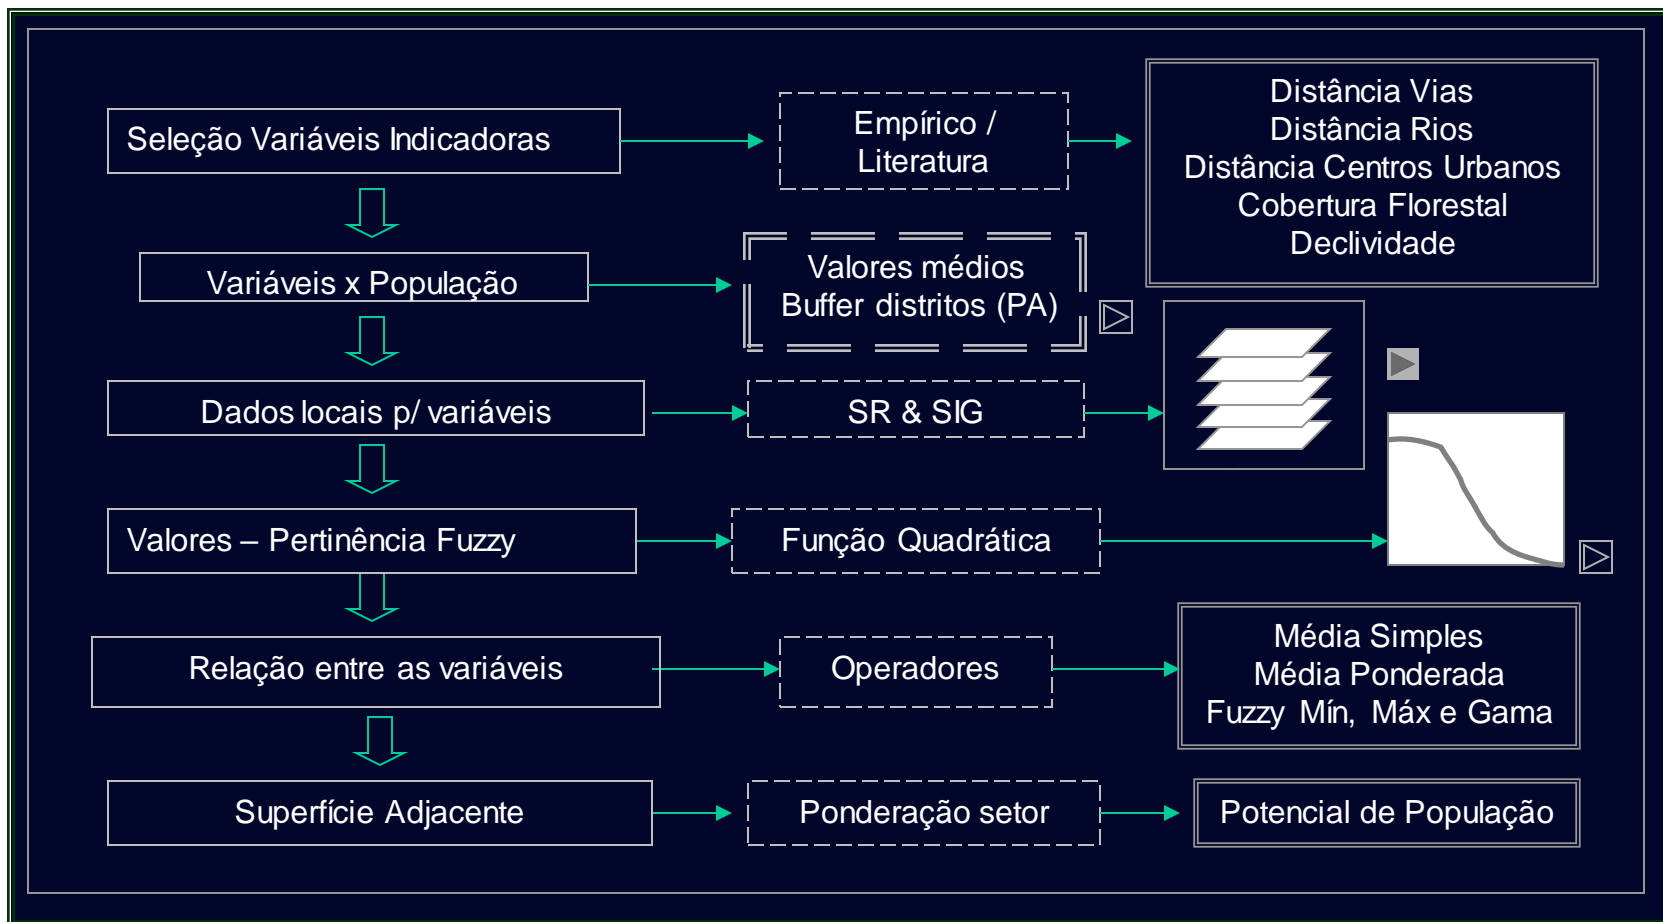 Seleção Variáveis Indicadoras
Empírico /
Literatura
Distância Vias
Distância Rios
Distância Centros Urbanos
Cobertura Florestal
Declividade
Variáveis x População
Valores médios
Buffer distritos (PA)
Dados locais p/ variáveis
SR & SIG
Valores – Pertinência Fuzzy
Função Quadrática
Relação entre as variáveis
Operadores
Média Simples
Média Ponderada
Fuzzy Mín, Máx e Gama
Superfície Adjacente
Ponderação setor
Potencial de População